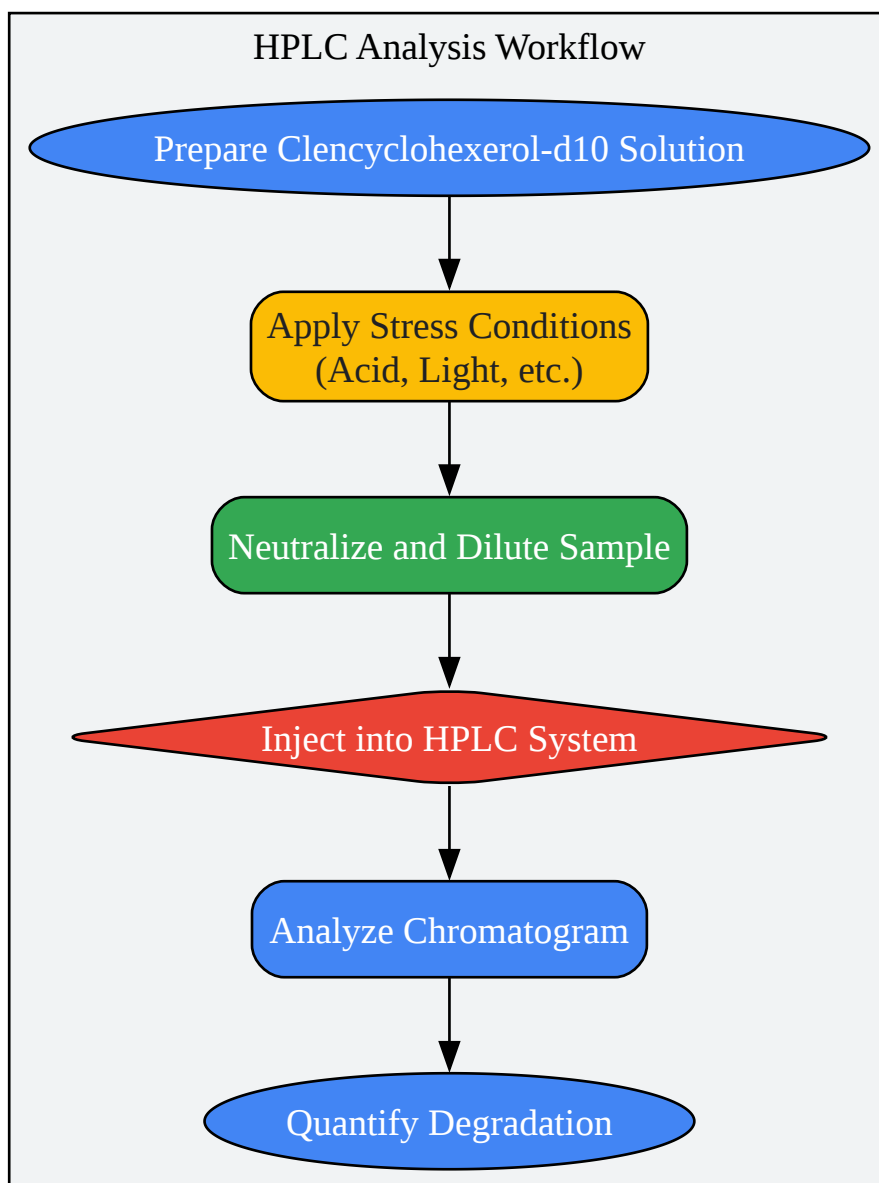 HPLC Analysis Workflow
Prepare Clencyclohexerol-d10 Solution
Apply Stress Conditions
(Acid, Light, etc.)
Neutralize and Dilute Sample
Inject into HPLC System
Analyze Chromatogram
Quantify Degradation